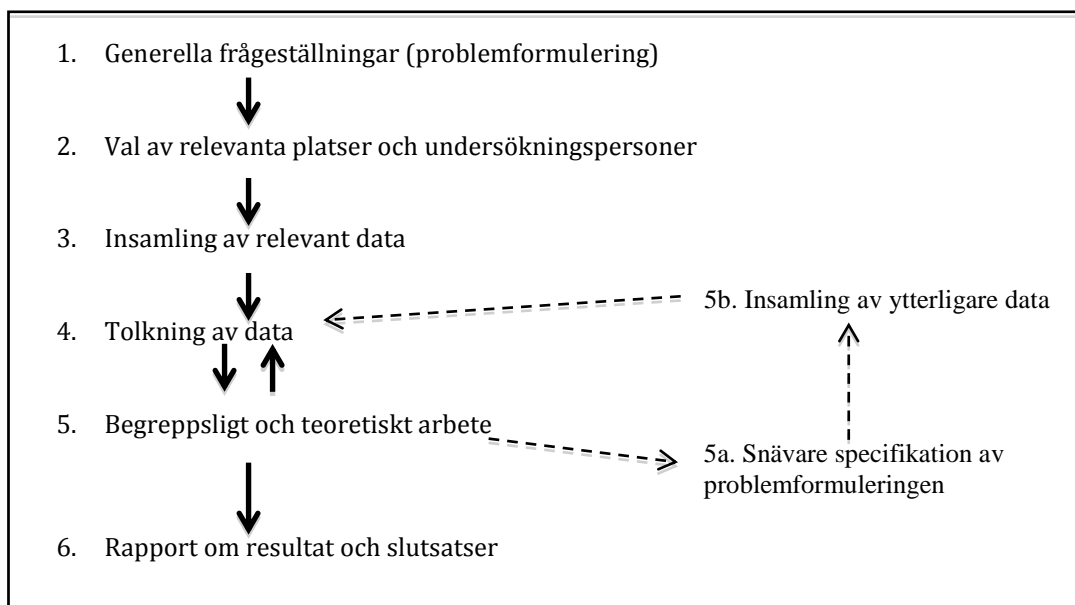 1. Generella frågeställningar (problemformulering)
2. Val av relevanta platser och undersökningspersoner
3. Insamling av relevant data
5b. Insamling av ytterligare data
4. Tolkning av data
5. Begreppsligt och teoretiskt arbete
5a. Snävare specifikation av
problemformuleringen
6. Rapport om resultat och slutsatser